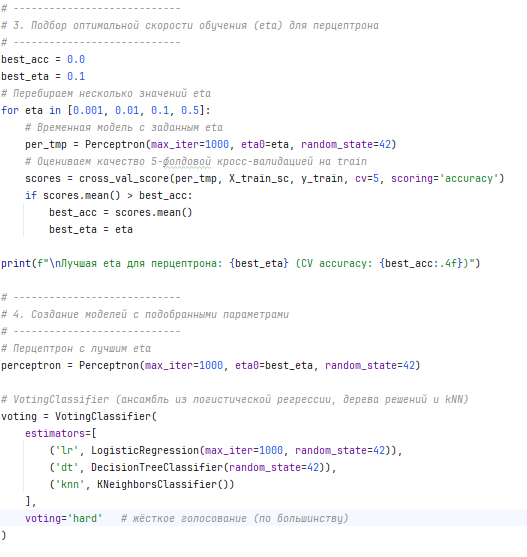 # ----------------------------
# 3. Подбор оптимальной скорости обучения (eta) для перцептрона
# ----------------------------
best_acc = 0.0
best_eta = 0.1
# Перебираем несколько значений eta
for eta in [0.001, 0.01, 0.1, 0.5]:
    # Временная модель с заданным eta
    per_tmp = Perceptron(max_iter=1000, eta0=eta, random_state=42)
    # Оцениваем качество 5-фолдовой кросс-валидацией на train
    scores = cross_val_score(per_tmp, X_train_sc, y_train, cv=5, scoring='accuracy')
    if scores.mean() > best_acc:
        best_acc = scores.mean()
        best_eta = eta

print(f"\nЛучшая eta для перцептрона: {best_eta} (CV accuracy: {best_acc:.4f})")

# ----------------------------
# 4. Создание моделей с подобранными параметрами
# ----------------------------
# Перцептрон с лучшим eta
perceptron = Perceptron(max_iter=1000, eta0=best_eta, random_state=42)

# VotingClassifier (ансамбль из логистической регрессии, дерева решений и kNN)
voting = VotingClassifier(
    estimators=[
        ('lr', LogisticRegression(max_iter=1000, random_state=42)),
        ('dt', DecisionTreeClassifier(random_state=42)),
        ('knn', KNeighborsClassifier())
    ],
    voting='hard'   # жёсткое голосование (по большинству)
)